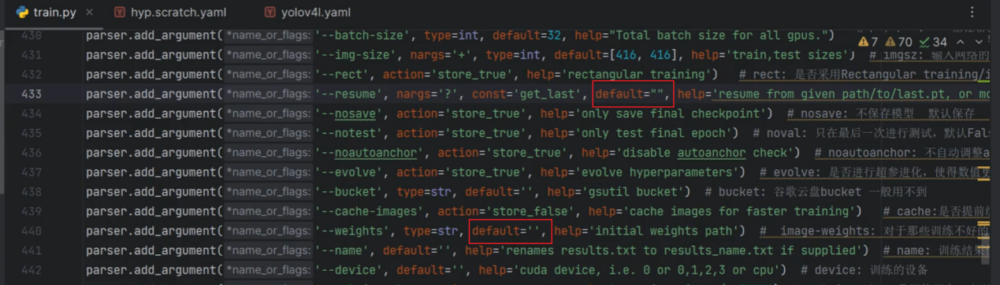 train.py × hyp.scratch.yaml yolov4l.yaml
430 parser.add_argument(*name_or_flags: '--batch-size', type=int, default=32, help="Total batch size for all gpus.") 7 70 34
431 parser.add_argument(*name_or_flags: '--img-size', nargs='+', type=int, default=[416, 416], help='train,test sizes') # imgsz: 输入网络的
432 parser.add_argument(*name_or_flags: '--rect', action='store_true', help='rectangular training') # rect: 是否采用Rectangular training/i
433 parser.add_argument(*name_or_flags: '--resume', nargs='?', const='get_last', default="", help='resume from given path/to/last.pt, or mo
434 parser.add_argument(*name_or_flags: '--nosave', action='store_true', help='only save final checkpoint') # nosave: 不保存模型 默认保存
435 parser.add_argument(*name_or_flags: '--notest', action='store_true', help='only test final epoch') # noval: 只在最后一次进行测试，默认Fals
436 parser.add_argument(*name_or_flags: '--noautoanchor', action='store_true', help='disable autoanchor check') # noautoanchor: 不自动调整a
437 parser.add_argument(*name_or_flags: '--evolve', action='store_true', help='evolve hyperparameters') # evolve: 是否进行超参进化，使得数值更
438 parser.add_argument(*name_or_flags: '--bucket', type=str, default='', help='gsutil bucket') # bucket: 谷歌云盘bucket 一般用不到
439 parser.add_argument(*name_or_flags: '--cache-images', action='store_false', help='cache images for faster training') # cache:是否提前
440 parser.add_argument(*name_or_flags: '--weights', type=str, default='', help='initial weights path') # image-weights: 对于那些训练不好的
441 parser.add_argument(*name_or_flags: '--name', default='', help='renames results.txt to results_name.txt if supplied') # name: 训练结果
442 parser.add_argument(*name_or_flags: '--device', default='', help='cuda device, i.e. 0 or 0,1,2,3 or cpu') # device: 训练的设备